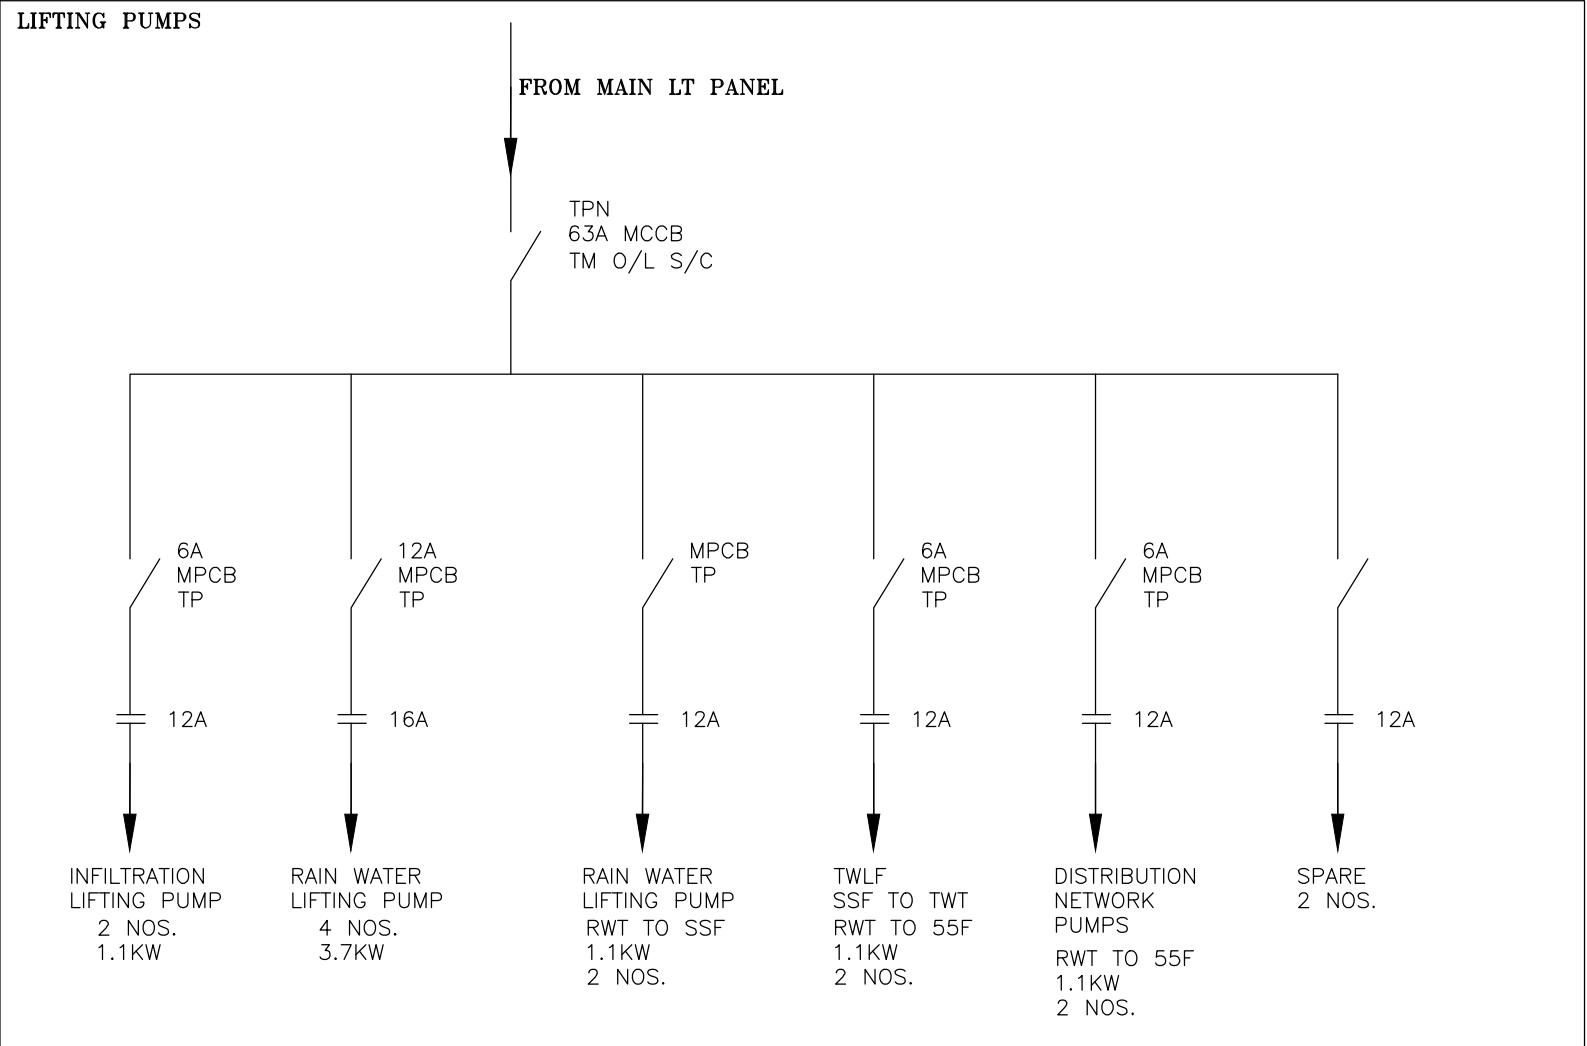 LIFTING PUMPS
FROM MAIN LT PANEL
TPN
63A MCCB
TM O/L S/C
6A
MPCB
TP
12A
MPCB
TP
MPCB
TP
6A
MPCB
TP
6A
MPCB
TP
12A
16A
12A
12A
12A
12A
INFILTRATION
LIFTING PUMP
2 NOS.
1.1KW
RAIN WATER
LIFTING PUMP
4 NOS.
3.7KW
RAIN WATER
LIFTING PUMP
RWT TO SSF
1.1KW
2 NOS.
TWLF
SSF TO TWT
RWT TO 55F
1.1KW
2 NOS.
DISTRIBUTION
NETWORK
PUMPS
RWT TO 55F
1.1KW
2 NOS.
SPARE
2 NOS.